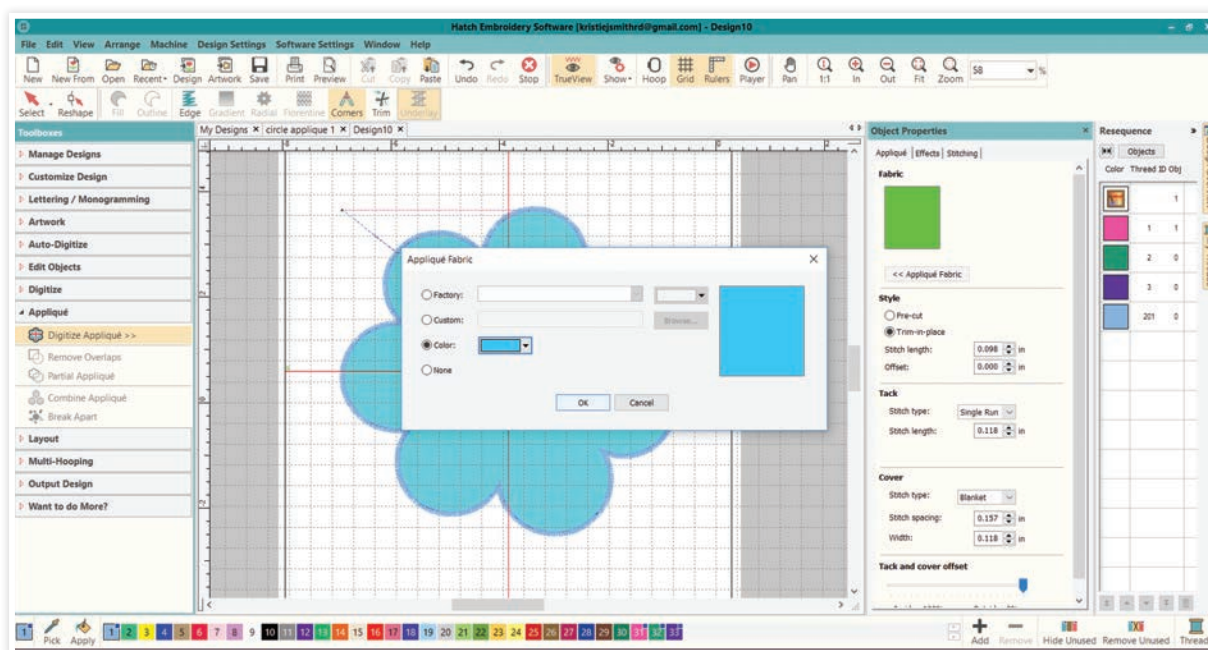 Hatch Embroidery Software [kristiejsmithrd@gmail.com] - Design10
File Edit View Arrange Machine Design Settings Software Settings Window Help
New New From Open Recent Design Artwork Save Print Preview Cut Copy Paste Undo Redo Stop TrueView Show Hoop Grid Rulers Player Pan 1:1 In Out Fit Zoom 58 %
Select Reshape Fill Outline Edge Gradient Radial Florentine Corners Trim Underlay
Toolboxes
My Designs × circle applique 1 × Design10 ×
Manage Designs
Customize Design
Lettering / Monogramming
Artwork
Auto-Digitize
Edit Objects
Digitize
Appliqué
Digitize Appliqué >>
Remove Overlaps
Partial Appliqué
Combine Appliqué
Break Apart
Layout
Multi-Hooping
Output Design
Want to do More?
Appliqué Fabric
Factory:
Custom:
Browse...
Color:
None
OK Cancel
Object Properties
Appliqué Effects Stitching
Fabric
<< Appliqué Fabric
Style
Pre-cut
Trim-in-place
Stitch length: 0.098 in
Offset: 0.000 in
Tack
Stitch type: Single Run
Stitch length: 0.118 in
Cover
Stitch type: Blanket
Stitch spacing: 0.157 in
Width: 0.118 in
Tack and cover offset
Resequence
Objects
Color Thread ID Obj
1
1 1
2 0
3 0
201 0
1 Pick Apply 1 2 3 4 5 6 7 8 9 10 11 12 13 14 15 16 17 18 19 20 21 22 23 24 25 26 27 28 29 30 31 32 33
Add Remove Hide Unused Remove Unused Thread